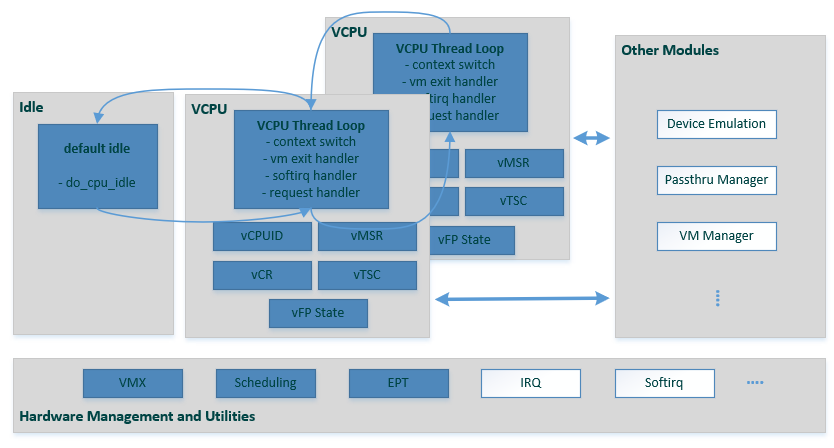 VCPU
VCPU Thread Loop
- context switch
- vm exit handler
tirq handler
uest handler
vMSR
vTSC
vFP State
Other Modules
Device Emulation
Passthru Manager
VM Manager
Idle
default idle
- do_cpu_idle
VCPU
VCPU Thread Loop
- context switch
- vm exit handler
- softirq handler
- request handler
vCPUID
vMSR
vCR
vTSC
vFP State
VMX
Scheduling
EPT
IRQ
Softirq
Hardware Management and Utilities